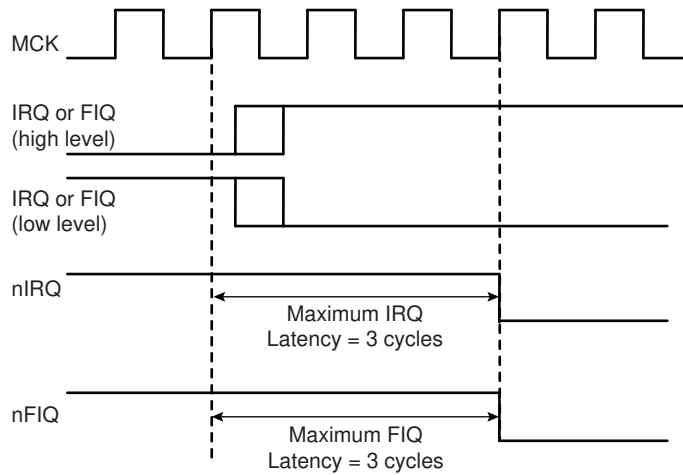 MCK
IRQ or FIQ
(high level)
IRQ or FIQ
(low level)
nIRQ
Maximum IRQ
Latency = 3 cycles
nFIQ
Maximum FIQ
Latency = 3 cycles